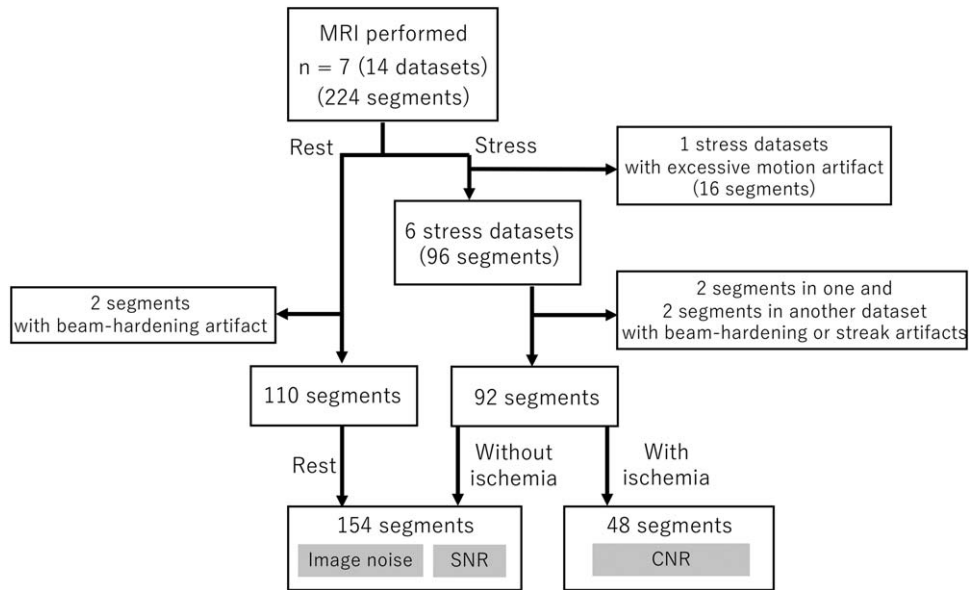 MRI performed
n = 7 (14 datasets)
(224 segments)
Rest
Stress
1 stress datasets
with excessive motion artifact
(16 segments)
6 stress datasets
(96 segments)
2 segments
with beam-hardening artifact
2 segments in one and
2 segments in another dataset
with beam-hardening or streak artifacts
110 segments
92 segments
Rest
Without
ischemia
With
ischemia
154 segments
Image noise
SNR
48 segments
CNR